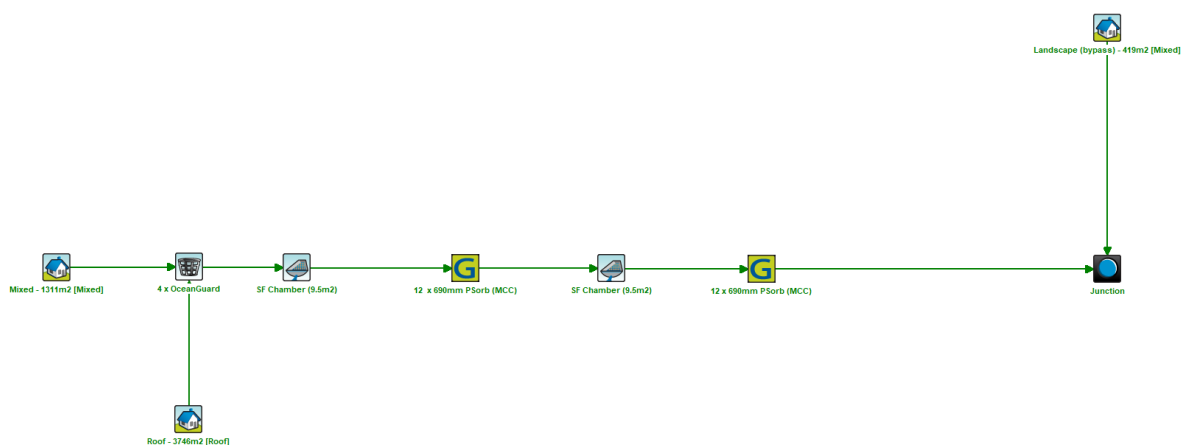 Landscape (bypass) - 419m2 [Mixed]
G
G
Mixed - 1311m2 [Mixed]
4 x OceanGuard
SF Chamber (9.5m2)
12 x 690mm PSorb (MCC)
SF Chamber (9.5m2)
12 x 690mm PSorb (MCC)
Junction
Roof - 3746m2 [Roof]